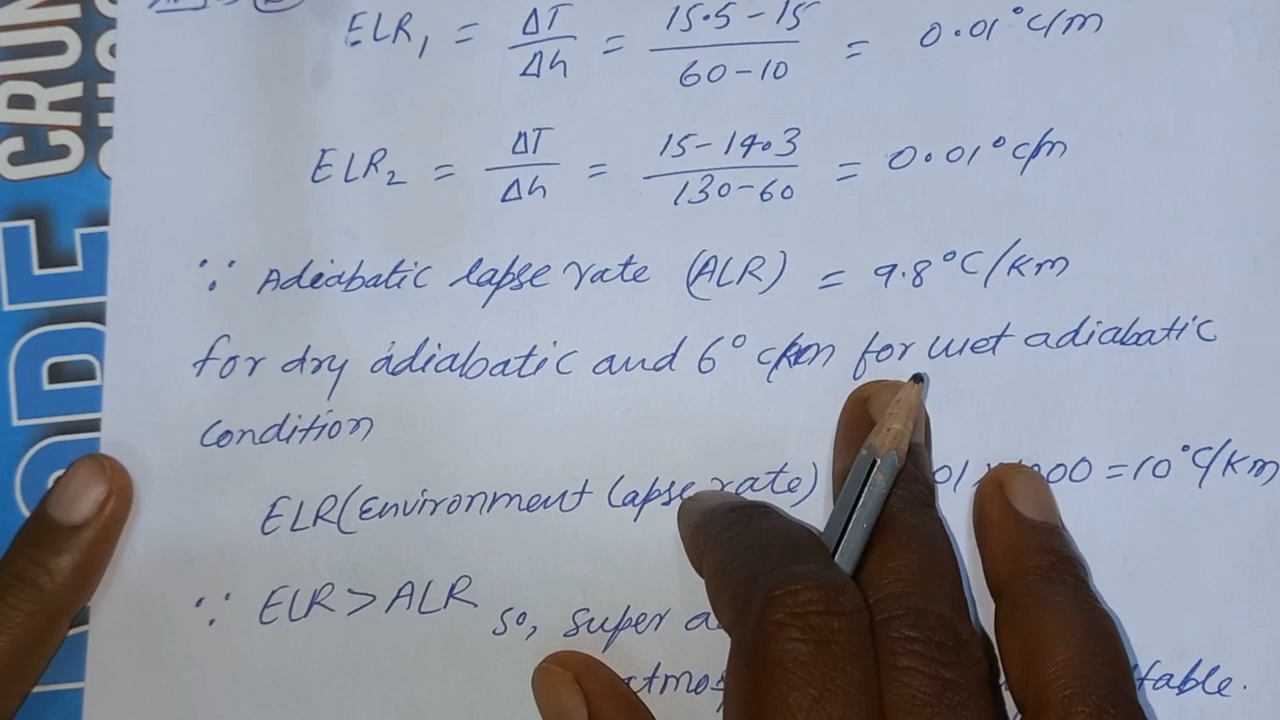 ELR₁ = ΔT/Δh = 15.5-15/60-10 = 0.01°C/m
ELR₂ = ΔT/Δh = 15-14.3/130-60 = 0.01°C/m
∵ Adiabatic lapse rate (ALR) = 9.8°C/km
for dry adiabatic and 6°C/km for wet adiabatic
condition
ELR(Environment lapse rate) = 10°C/km
∵ ELR > ALR so, super